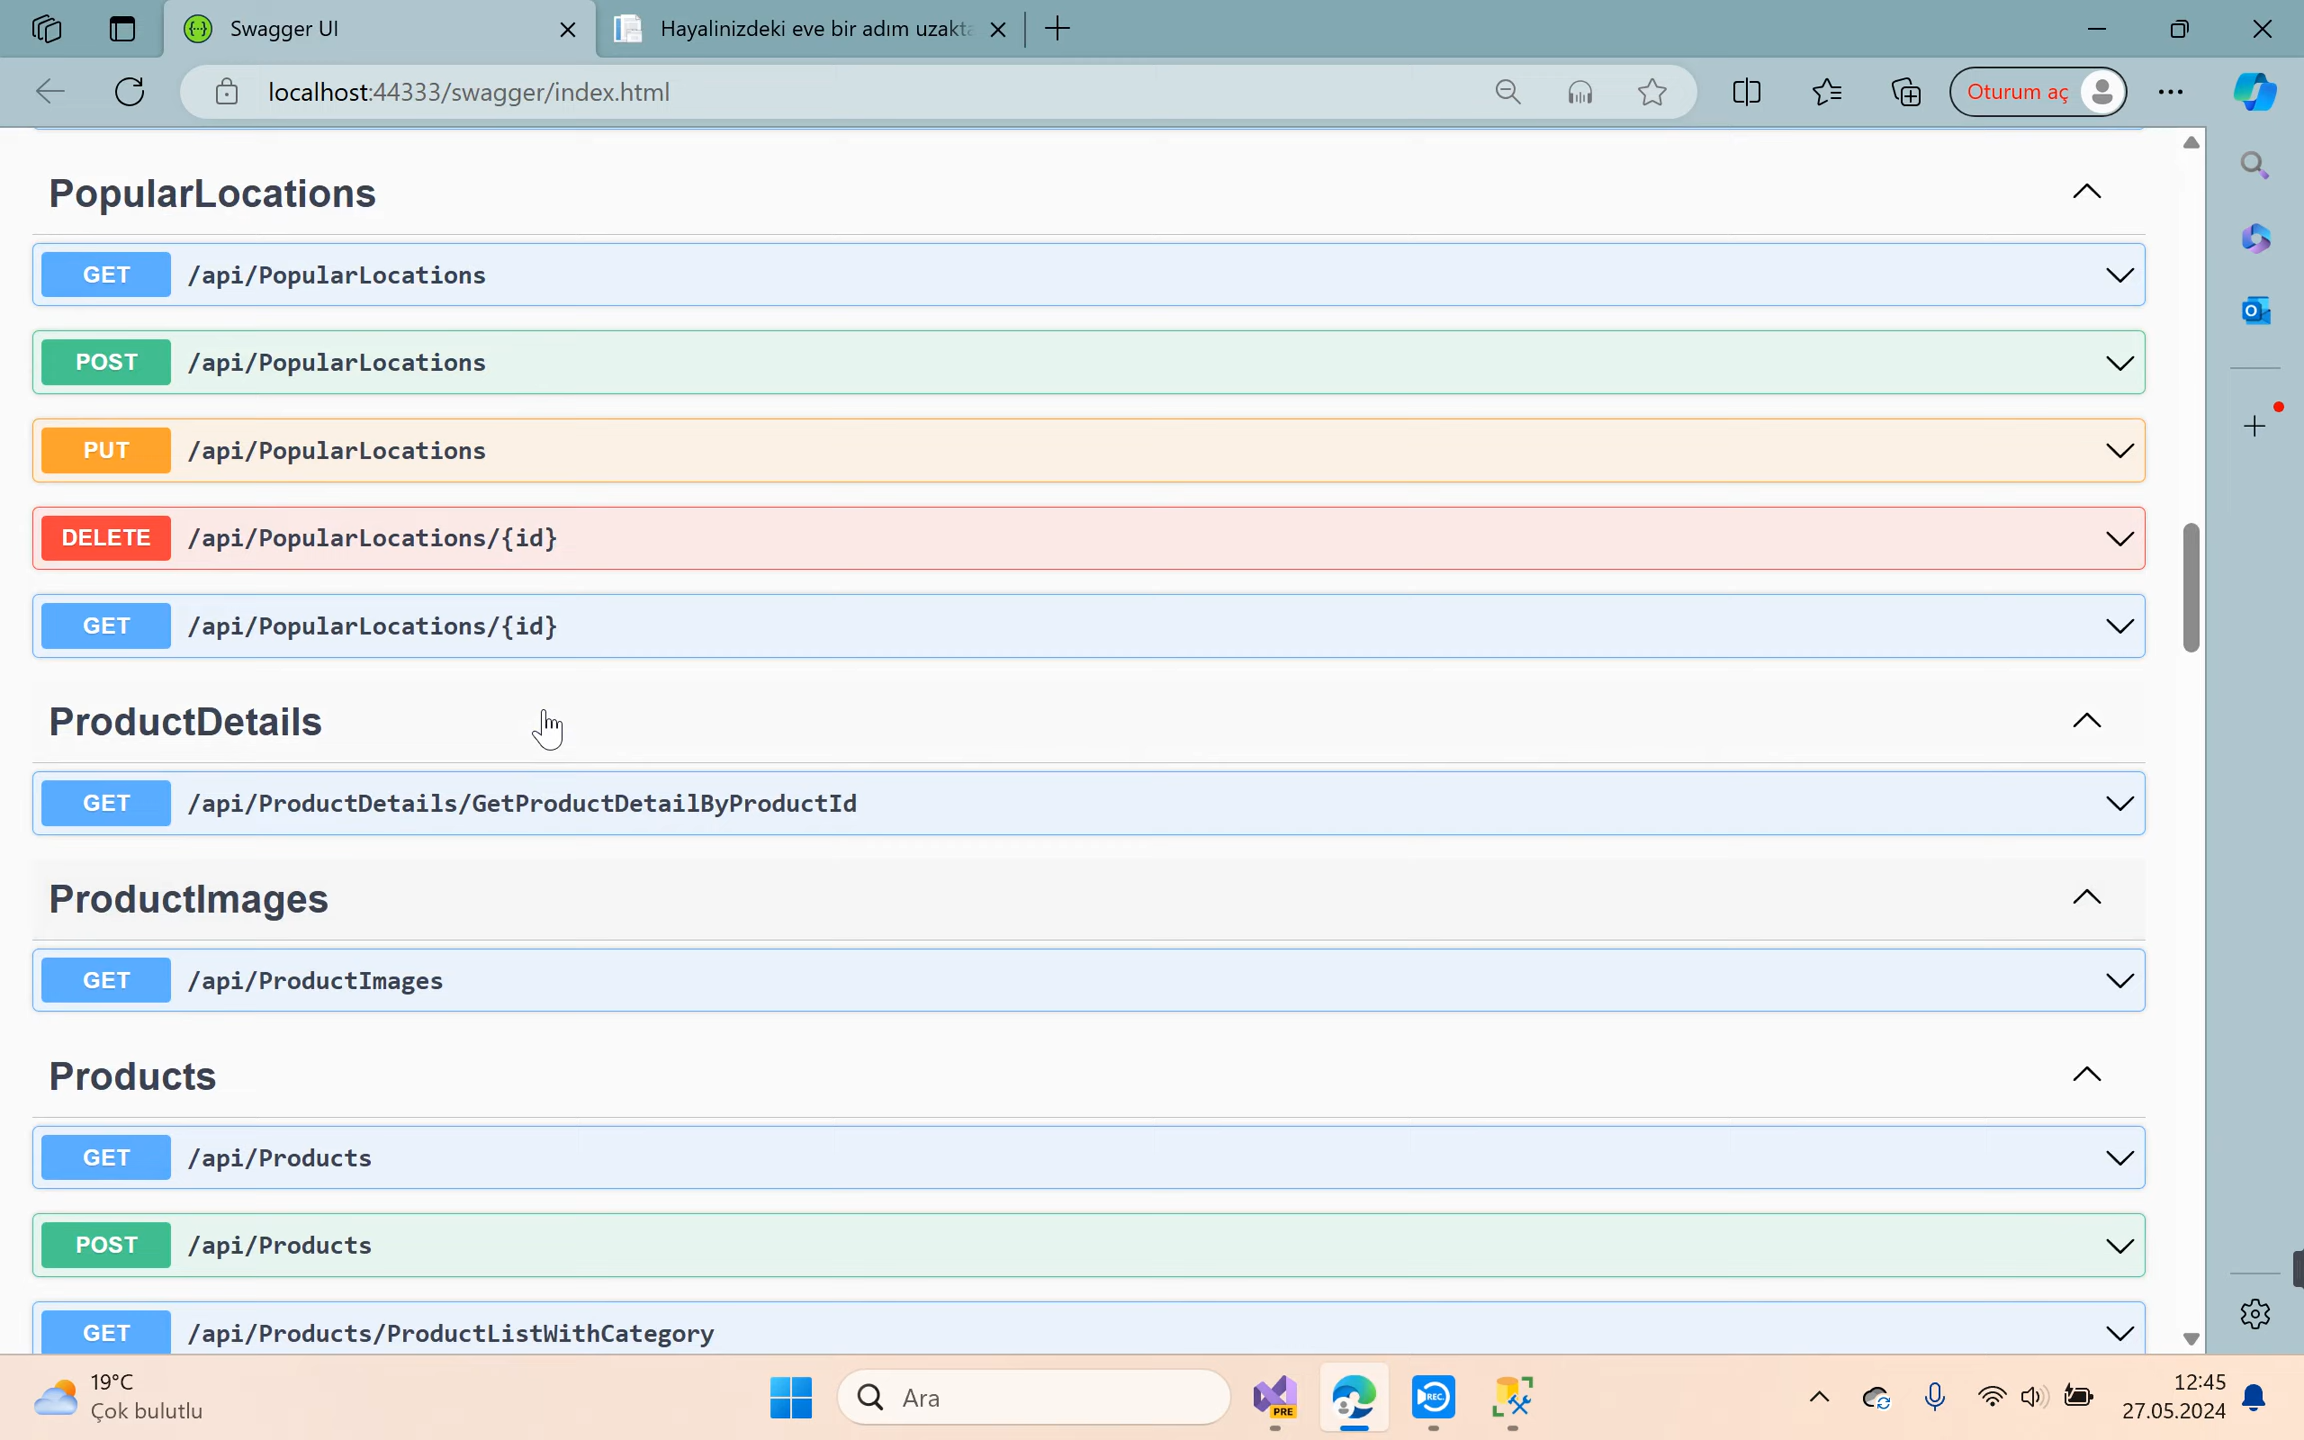 Swagger UI
Hayalinizdeki eve bir adım uzakta
localhost:44333/swagger/index.html
Oturum aç
PopularLocations
GET /api/PopularLocations
POST /api/PopularLocations
PUT /api/PopularLocations
DELETE /api/PopularLocations/{id}
GET /api/PopularLocations/{id}
ProductDetails
GET /api/ProductDetails/GetProductDetailByProductId
ProductImages
GET /api/ProductImages
Products
GET /api/Products
POST /api/Products
GET /api/Products/ProductListWithCategory
19°C
Çok bulutlu
Ara
PRE
REC
12:45
27.05.2024